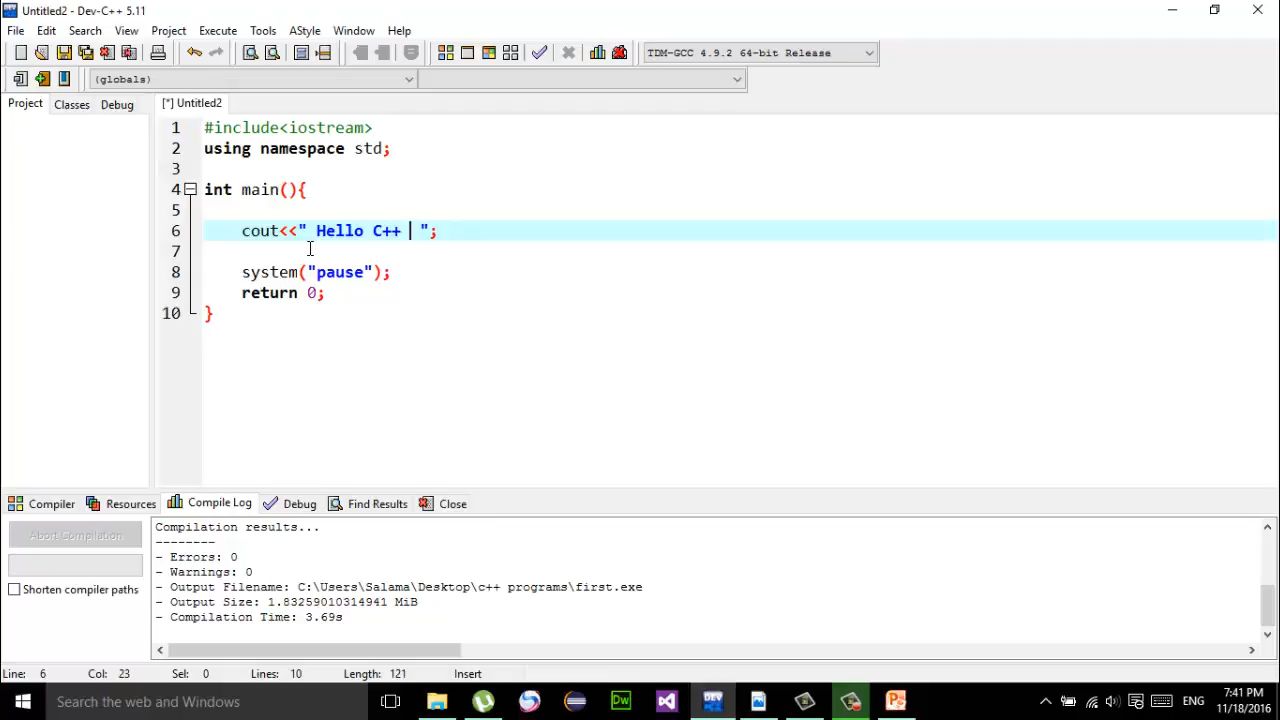 Untitled2 - Dev-C++ 5.11
File Edit Search View Project Execute Tools AStyle Window Help
TDM-GCC 4.9.2 64-bit Release
(globals)
Project Classes Debug [*] Untitled2
1 #include<iostream>
2 using namespace std;
3
4 int main(){
5
6 cout<<" Hello C++  ";
7
8 system("pause");
9 return 0;
10 }
Compiler Resources Compile Log Debug Find Results Close
Abort Compilation
Shorten compiler paths
Compilation results...
--------
- Errors: 0
- Warnings: 0
- Output Filename: C:\Users\Salama\Desktop\c++ programs\first.exe
- Output Size: 1.83259010314941 MiB
- Compilation Time: 3.69s
Line: 6 Col: 23 Sel: 0 Lines: 10 Length: 121 Insert
Search the web and Windows
Dw
DEV
ENG
7:41 PM
11/18/2016